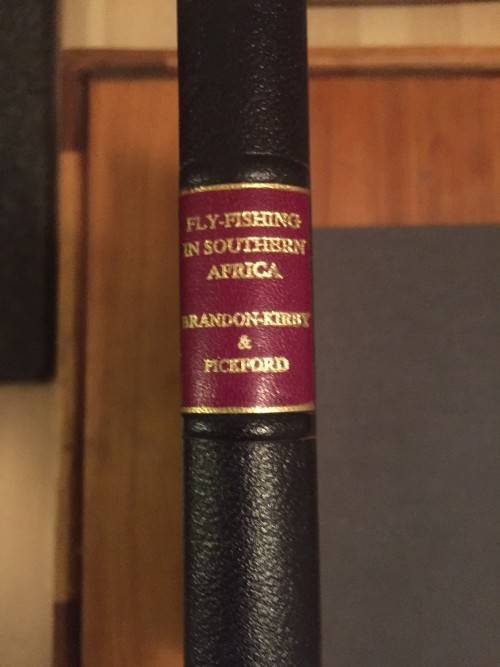 FLY-FISHING
IN SOUTHERN
AFRICA
BRANDON-KIRBY
&
PICKFORD